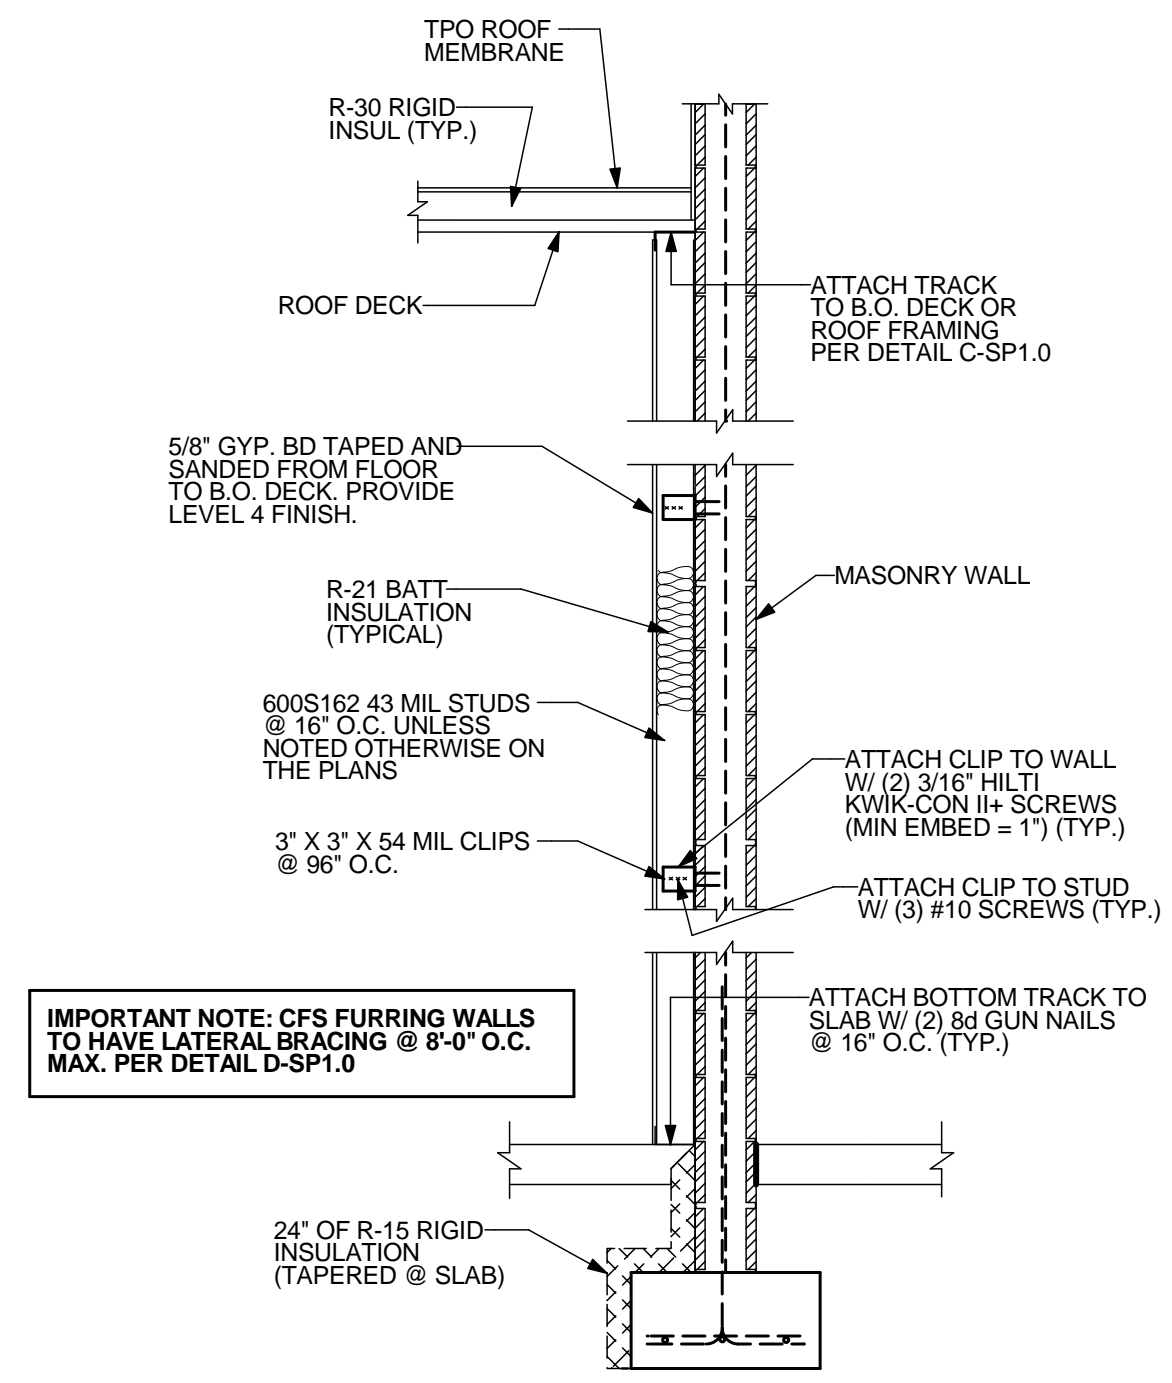 TPO ROOF
MEMBRANE
R-30 RIGID
INSUL (TYP.)
ROOF DECK
ATTACH TRACK
TO B.O. DECK OR
ROOF FRAMING
PER DETAIL C-SP1.0
5/8" GYP. BD TAPED AND
SANDED FROM FLOOR
TO B.O. DECK. PROVIDE
LEVEL 4 FINISH.
MASONRY WALL
R-21 BATT
INSULATION
(TYPICAL)
600S162 43 MIL STUDS
@ 16" O.C. UNLESS
NOTED OTHERWISE ON
THE PLANS
ATTACH CLIP TO WALL
W/ (2) 3/16" HILTI
KWIK-CON II+ SCREWS
(MIN EMBED = 1") (TYP.)
3" X 3" X 54 MIL CLIPS
@ 96" O.C.
ATTACH CLIP TO STUD
W/ (3) #10 SCREWS (TYP.)
IMPORTANT NOTE: CFS FURRING WALLS
TO HAVE LATERAL BRACING @ 8'-0" O.C.
MAX. PER DETAIL D-SP1.0
ATTACH BOTTOM TRACK TO
SLAB W/ (2) 8d GUN NAILS
@ 16" O.C. (TYP.)
24" OF R-15 RIGID
INSULATION
(TAPERED @ SLAB)